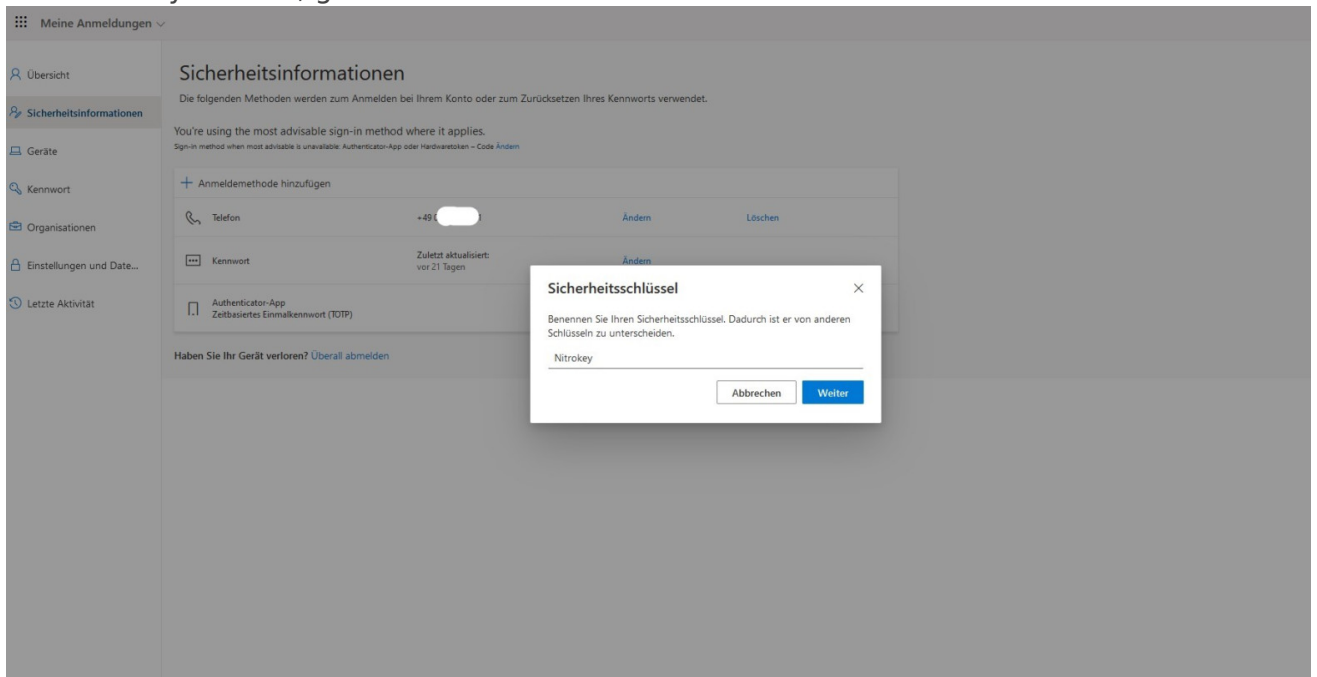 Meine Anmeldungen
Übersicht
Sicherheitsinformationen
Geräte
Kennwort
Organisationen
Einstellungen und Date...
Letzte Aktivität
Sicherheitsinformationen
Die folgenden Methoden werden zum Anmelden bei Ihrem Konto oder zum Zurücksetzen Ihres Kennworts verwendet.
You're using the most advisable sign-in method where it applies.
Sign-in method when most advisable is unavailable: Authenticator-App oder Hardwaretoken – Code Ändern
+ Anmeldemethode hinzufügen
Telefon +49 Ändern Löschen
Kennwort Zuletzt aktualisiert: Ändern
vor 21 Tagen
Authenticator-App
Zeitbasiertes Einmalkennwort (TOTP)
Haben Sie Ihr Gerät verloren? Überall abmelden
Sicherheitsschlüssel
Benennen Sie Ihren Sicherheitsschlüssel. Dadurch ist er von anderen
Schlüsseln zu unterscheiden.
Nitrokey
Abbrechen Weiter